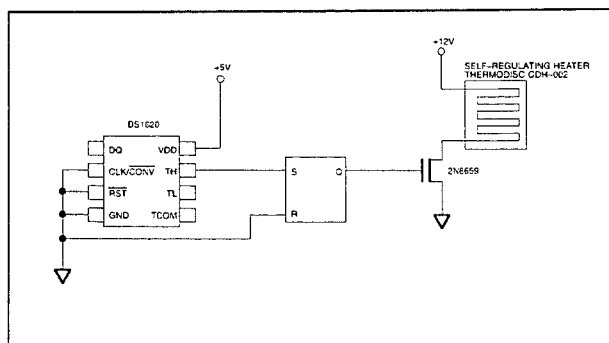 +12V
SELF-REGULATING HEATER
THERMODISC CDH-002
+5V
DS1620
DQ VDD
CLK/CONV TH
RST TL
GND TCOM
S Q
R
2N6659